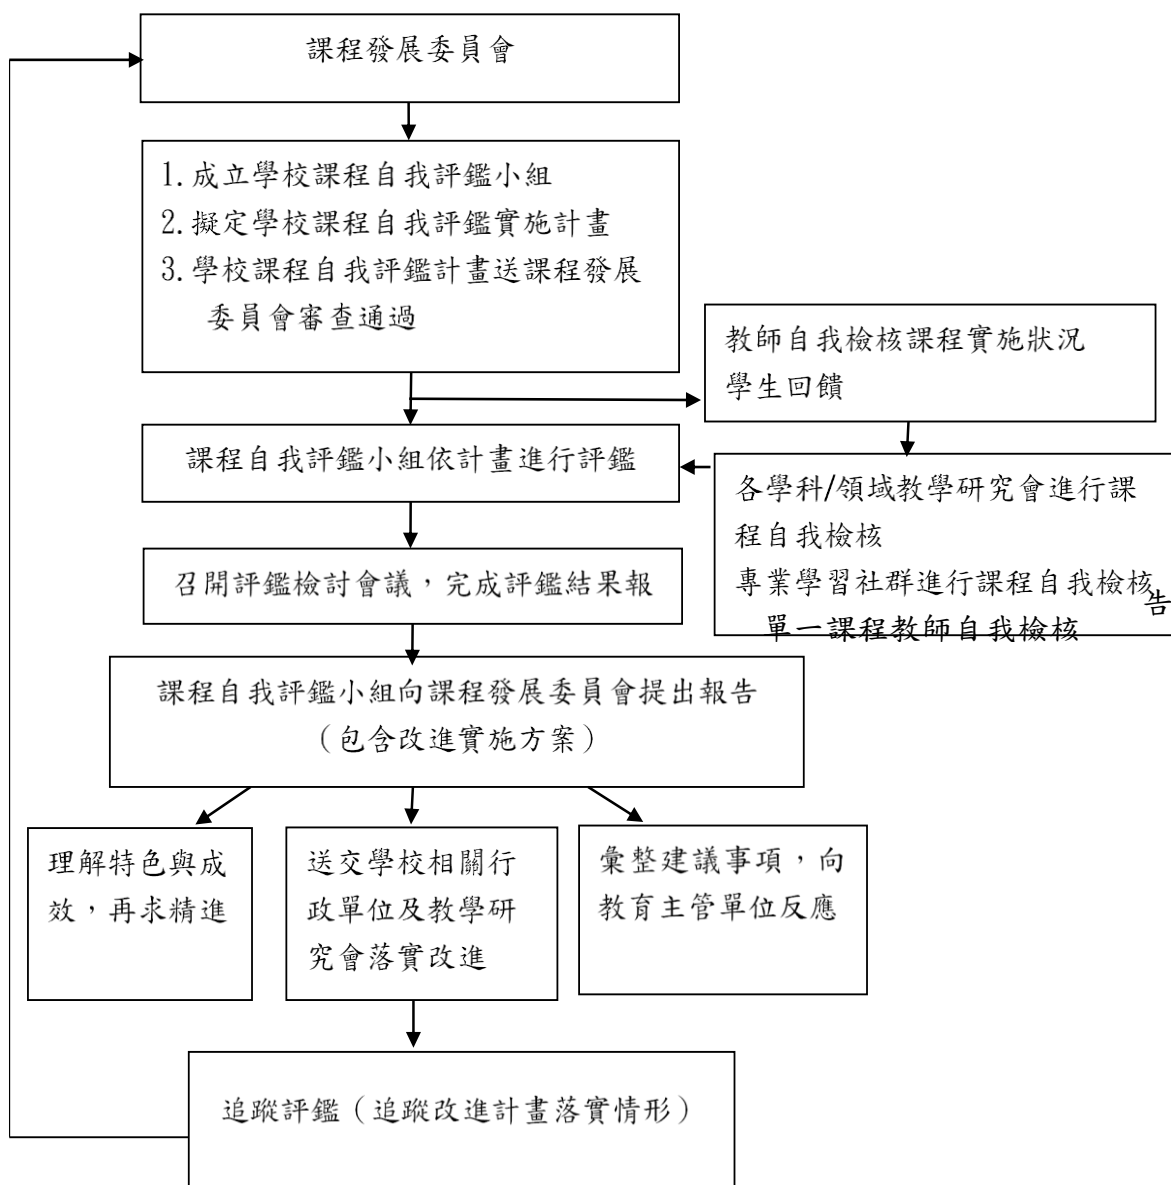 課程發展委員會
1.成立學校課程自我評鑑小組
2.擬定學校課程自我評鑑實施計畫
3.學校課程自我評鑑計畫送課程發展
委員會審查通過
教師自我檢核課程實施狀況
學生回饋
課程自我評鑑小組依計畫進行評鑑
各學科/領域教學研究會進行課
程自我檢核
專業學習社群進行課程自我檢核
單一課程教師自我檢核
召開評鑑檢討會議，完成評鑑結果報
告
課程自我評鑑小組向課程發展委員會提出報告
（包含改進實施方案）
理解特色與成
效，再求精進
送交學校相關行
政單位及教學研
究會落實改進
彙整建議事項，向
教育主管單位反應
追蹤評鑑（追蹤改進計畫落實情形）